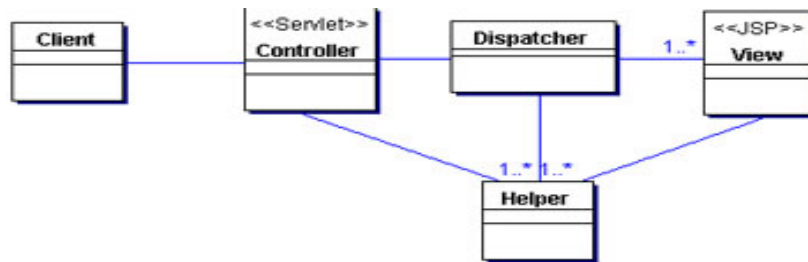 Client
<<Servlet>>
Controller
Dispatcher
1..*
<<JSP>>
View
1..* 1..*
Helper